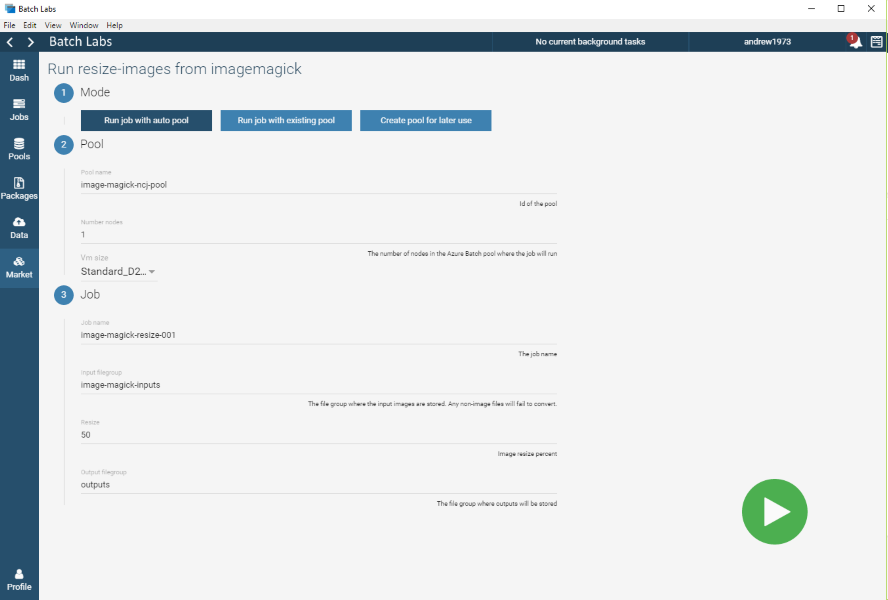 Batch Labs
File Edit View Window Help
Batch Labs No current background tasks andrew1973 1
Dash
Jobs
Pools
Packages
Data
Market
Profile
Run resize-images from imagemagick
1 Mode
Run job with auto pool Run job with existing pool Create pool for later use
2 Pool
Pool name
image-magick-ncj-pool
Id of the pool
Number nodes
1
The number of nodes in the Azure Batch pool where the job will run
Vm size
Standard_D2...
3 Job
Job name
image-magick-resize-001
The job name
Input filegroup
image-magick-inputs
The file group where the input images are stored. Any non-image files will fail to convert.
Resize
50
Image resize percent
Output filegroup
outputs
The file group where outputs will be stored